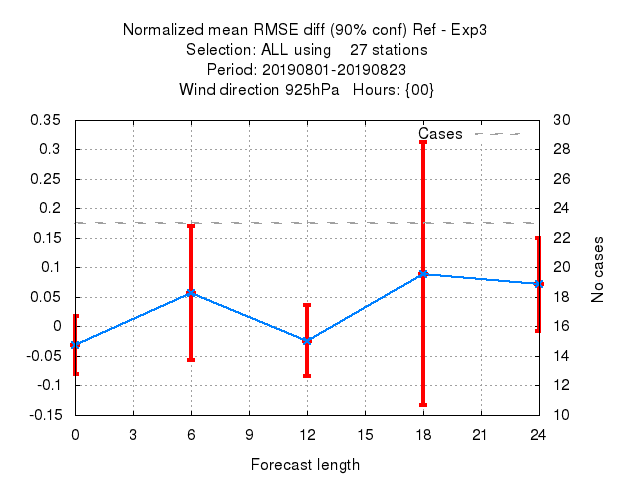 Normalized mean RMSE diff (90% conf) Ref - Exp3
Selection: ALL using    27 stations
Period: 20190801-20190823
Wind direction 925hPa   Hours: {00}
Cases
0.35
0.3
0.25
0.2
0.15
0.1
0.05
0
-0.05
-0.1
-0.15
30
28
26
24
22
20
18
16
14
12
10
No cases
0 3 6 9 12 15 18 21 24
Forecast length